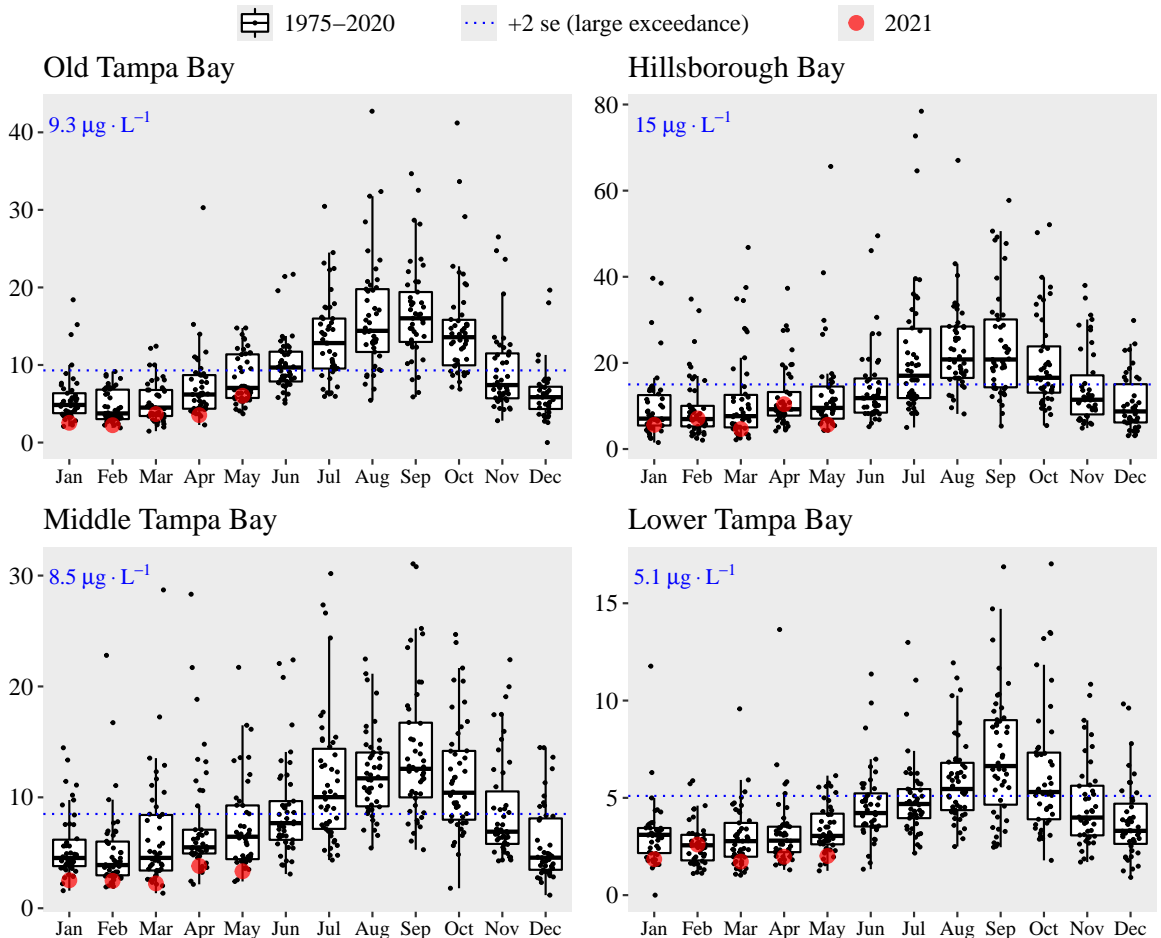 1975–2020 +2 se (large exceedance) 2021
Old Tampa Bay
9.3 μg · L⁻¹
40
30
20
10
0
Jan Feb Mar Apr May Jun Jul Aug Sep Oct Nov Dec
Hillsborough Bay
15 μg · L⁻¹
80
60
40
20
0
Jan Feb Mar Apr May Jun Jul Aug Sep Oct Nov Dec
Middle Tampa Bay
8.5 μg · L⁻¹
30
20
10
0
Jan Feb Mar Apr May Jun Jul Aug Sep Oct Nov Dec
Lower Tampa Bay
5.1 μg · L⁻¹
15
10
5
0
Jan Feb Mar Apr May Jun Jul Aug Sep Oct Nov Dec